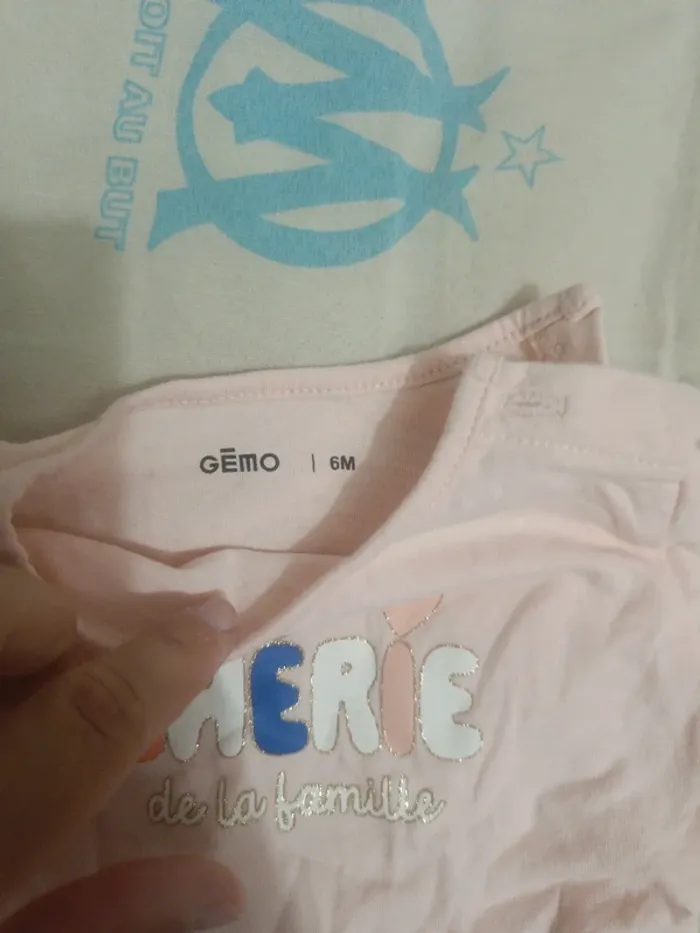 OIT AU BUT
GĒMO | 6M
HERIE
de la famille